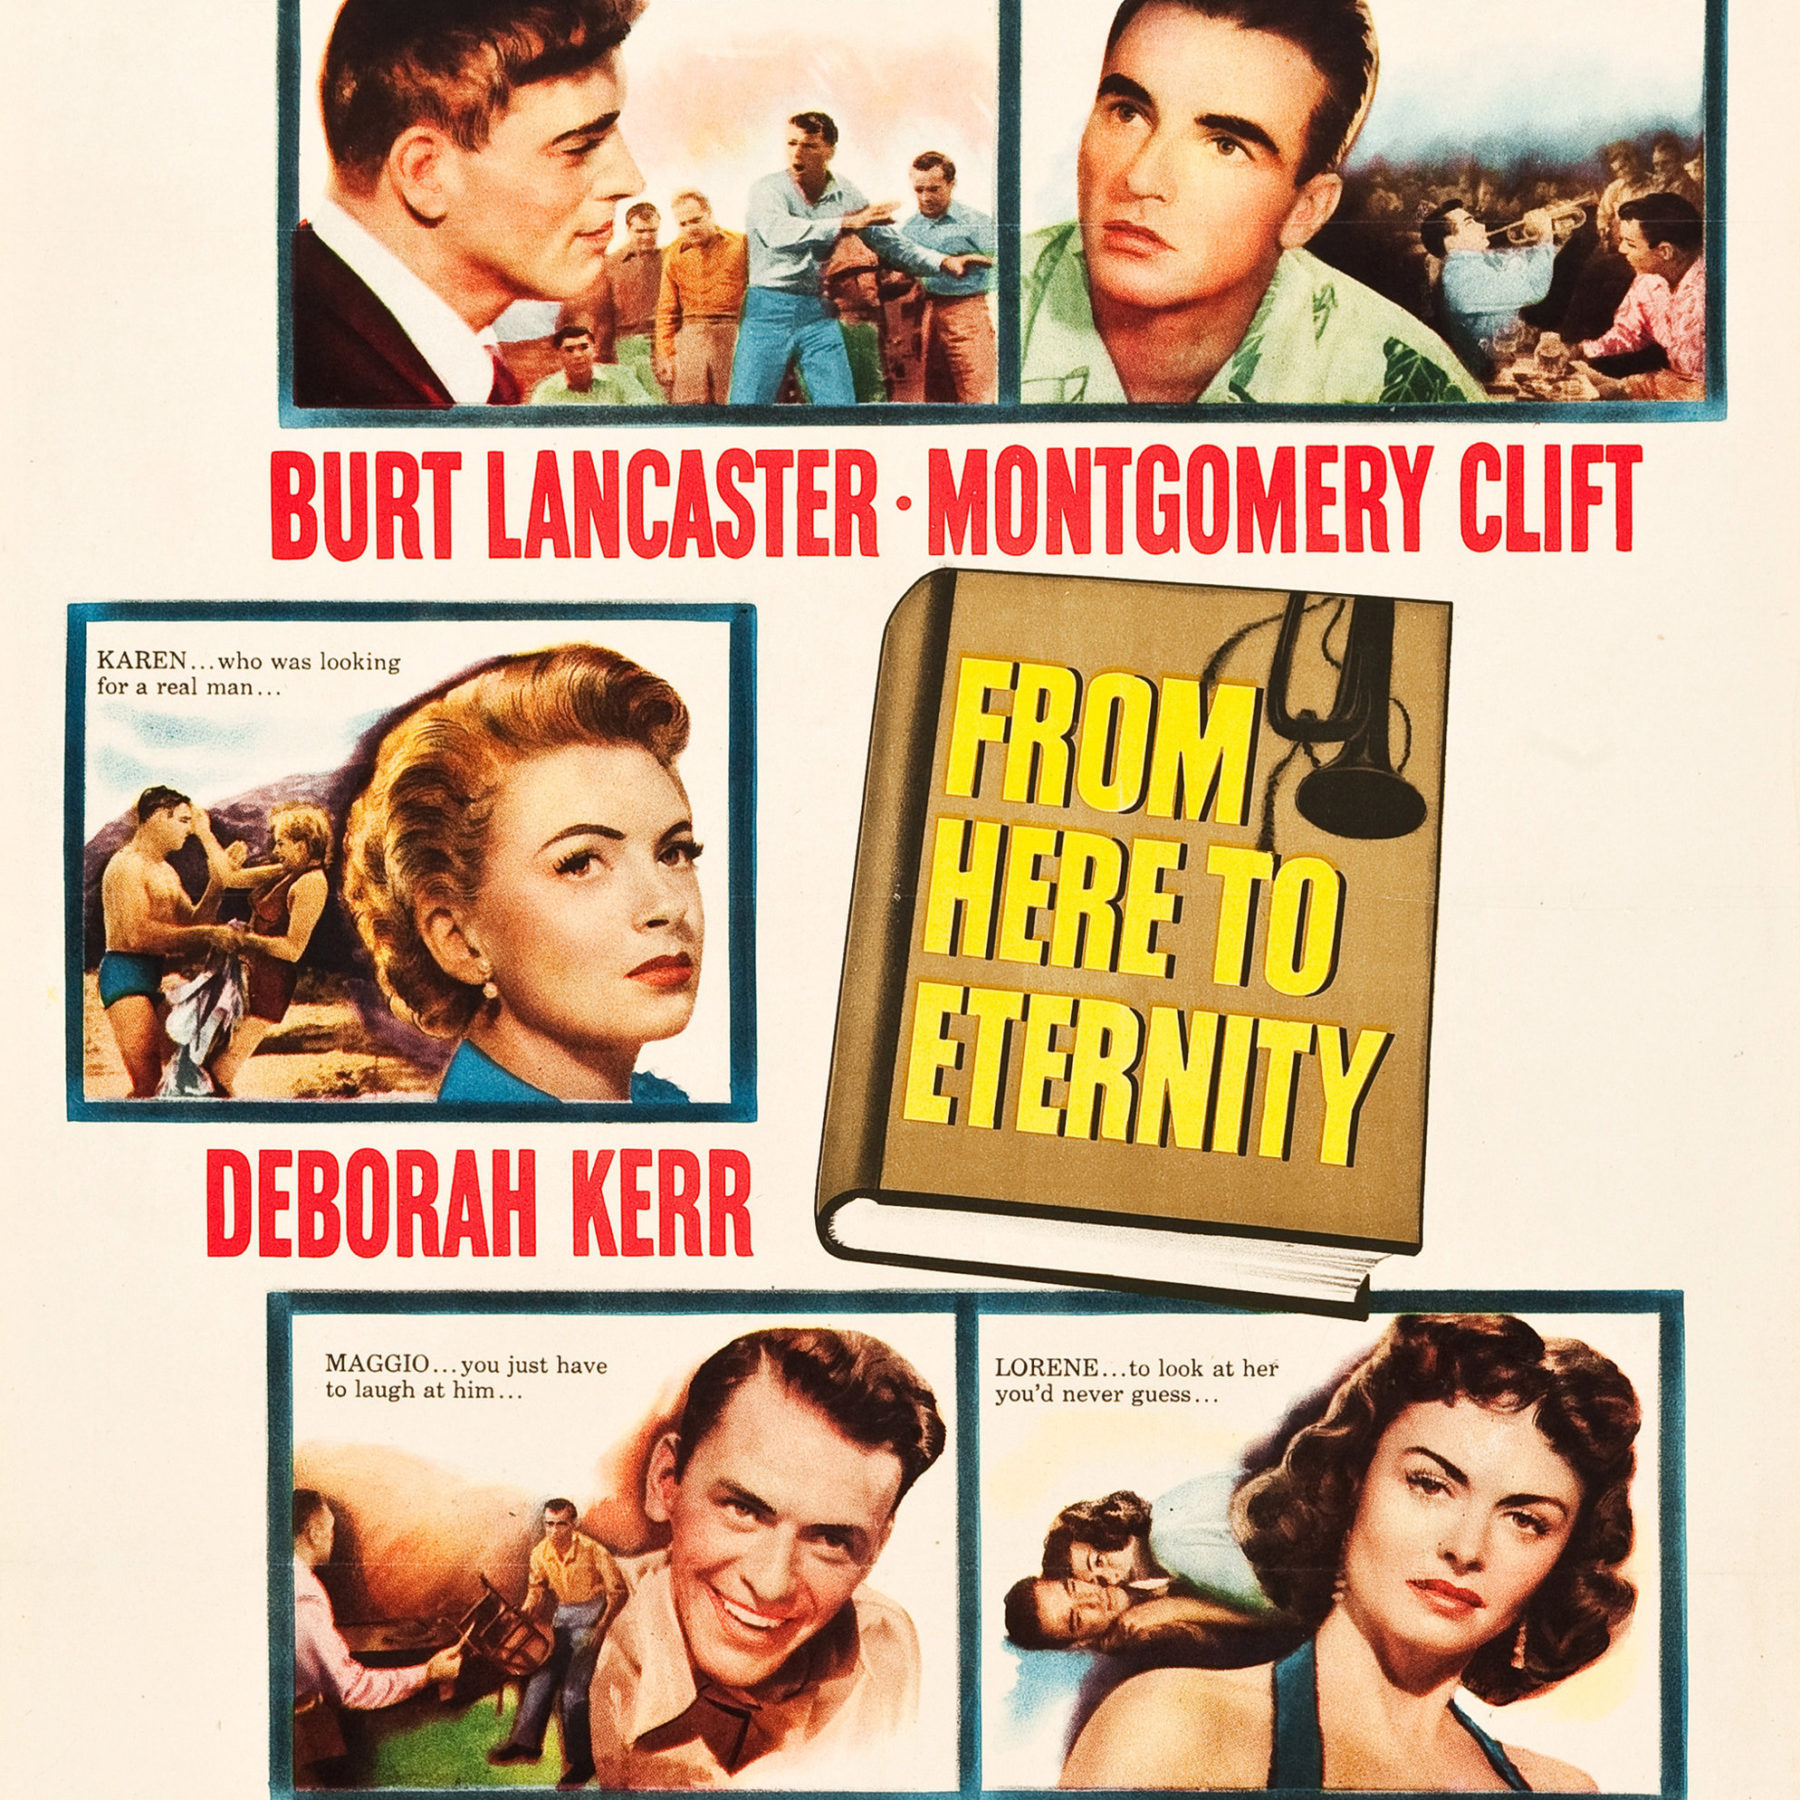 BURT LANCASTER · MONTGOMERY CLIFT
KAREN...who was looking
for a real man...
FROM
HERE TO
ETERNITY
DEBORAH KERR
MAGGIO...you just have
to laugh at him...
LORENE...to look at her
you'd never guess...